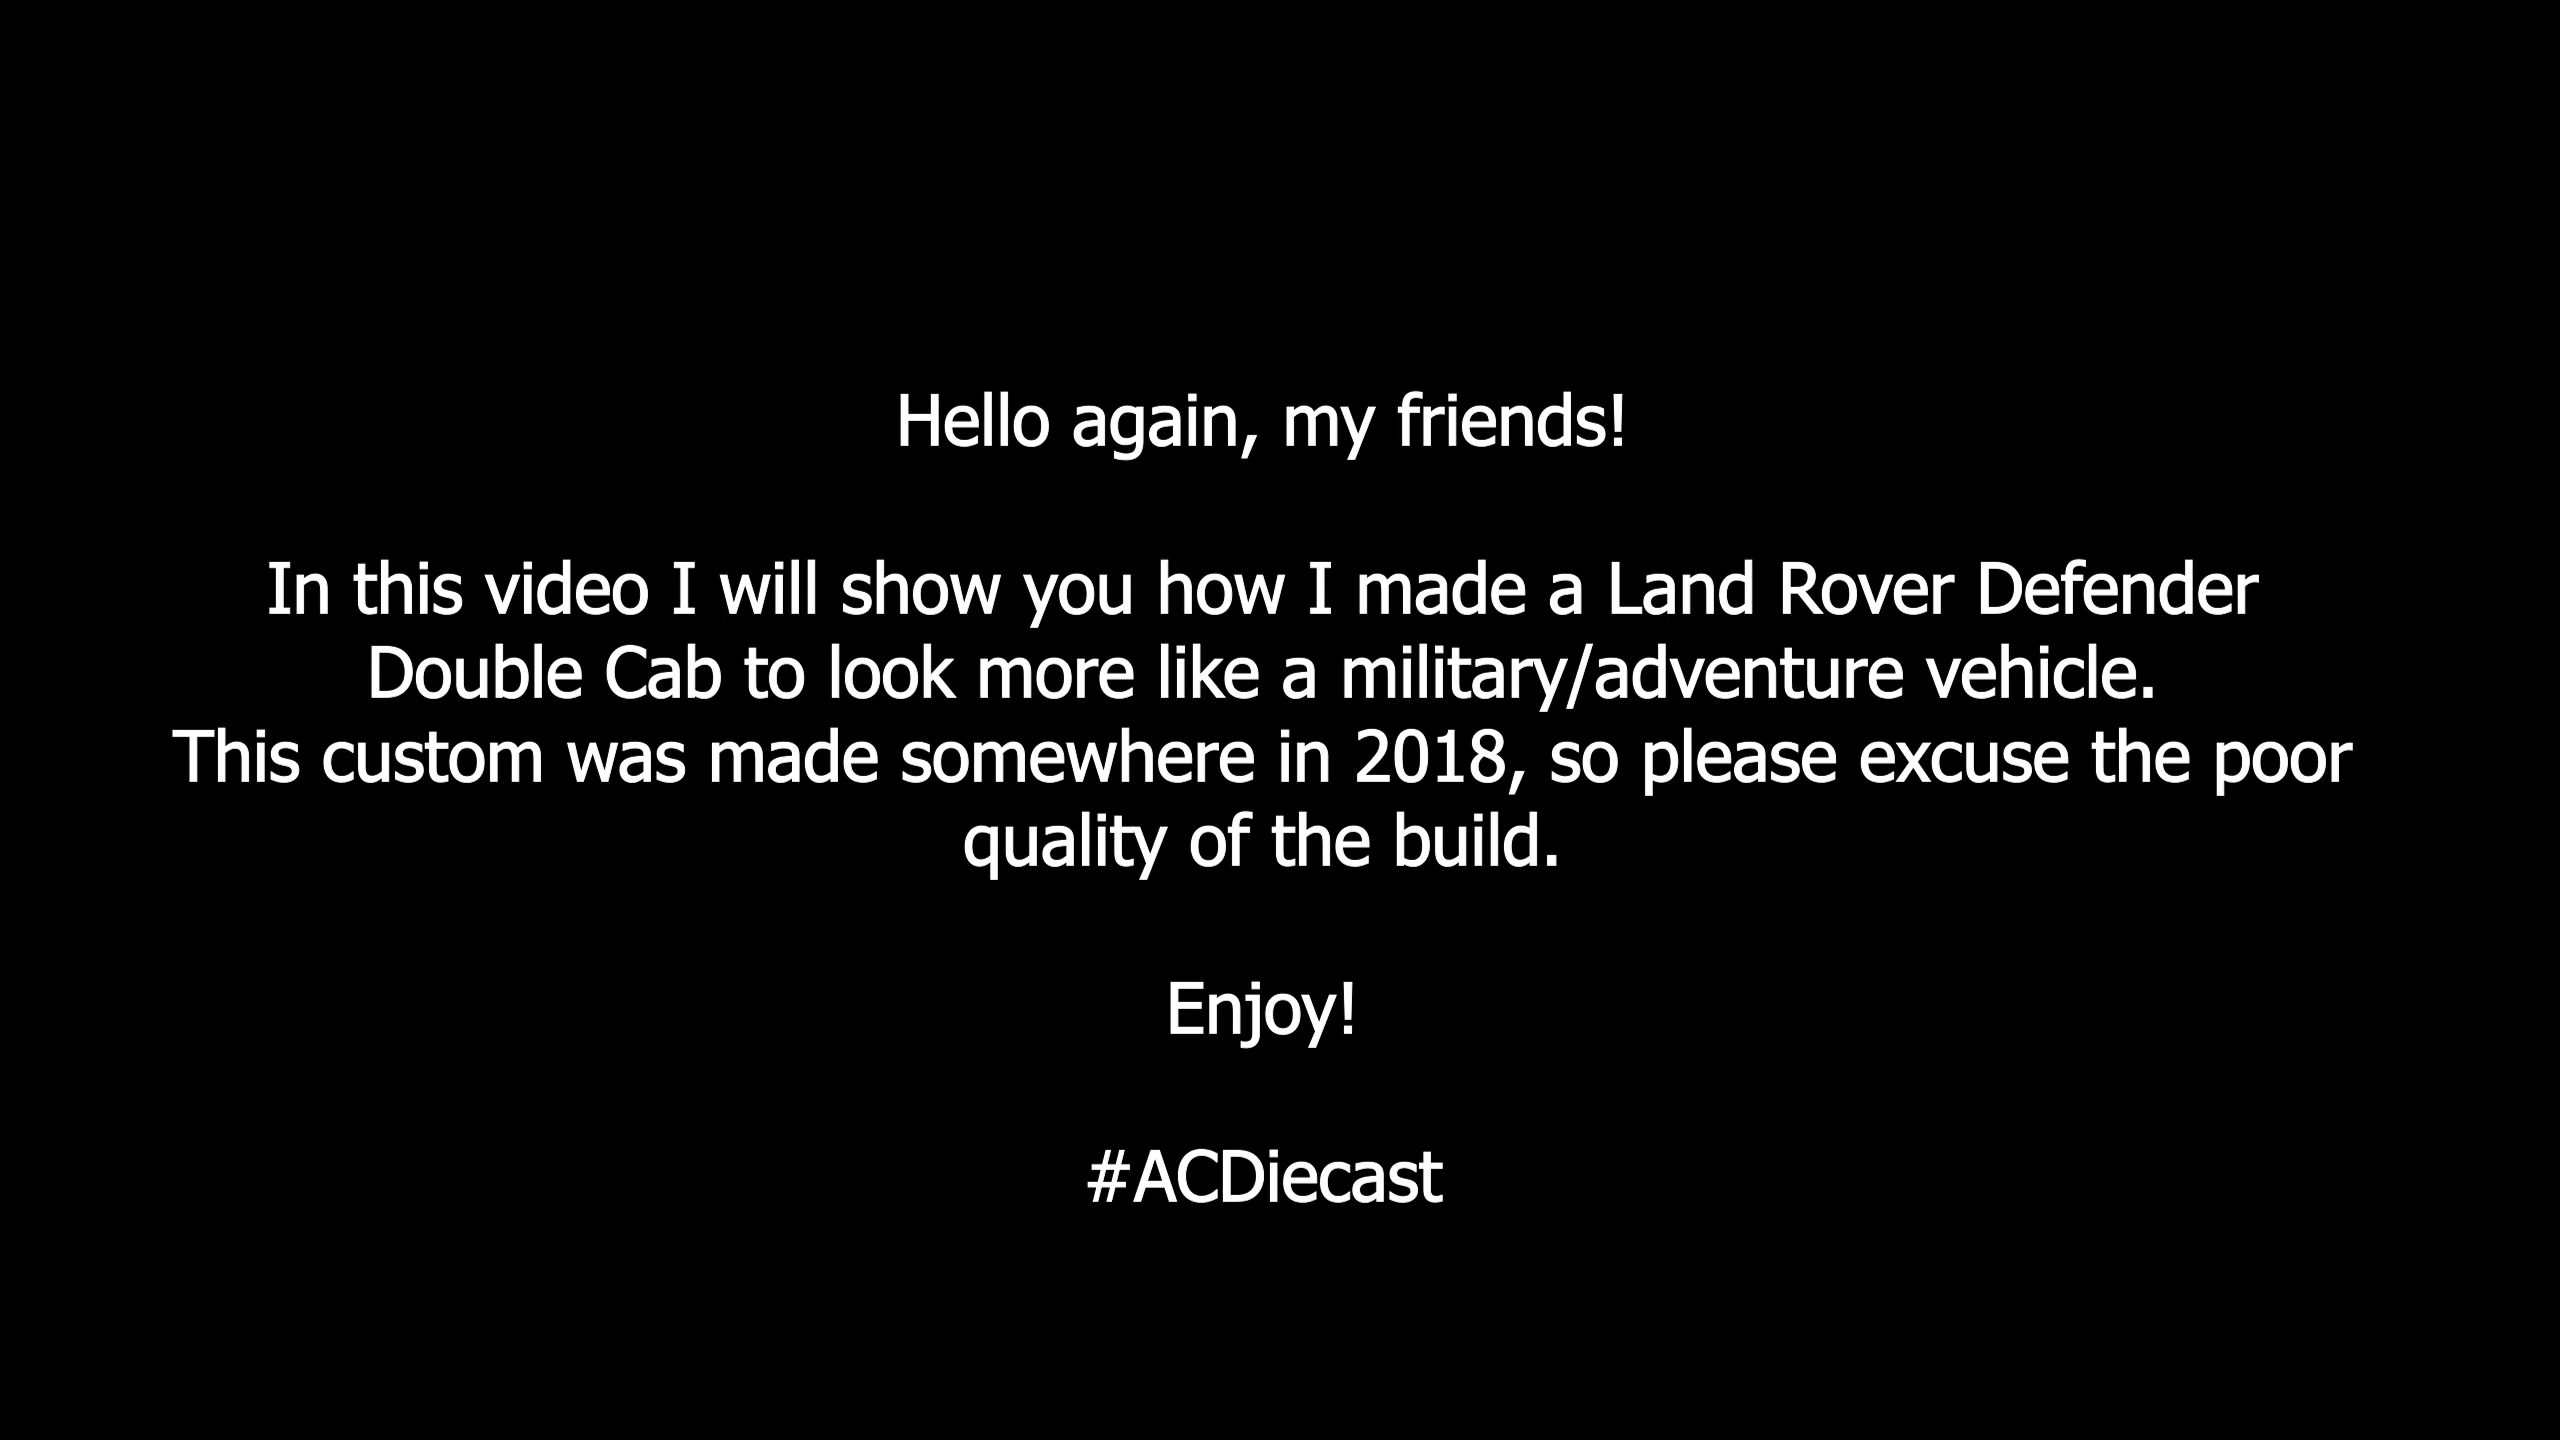 Hello again, my friends!
In this video I will show you how I made a Land Rover Defender
Double Cab to look more like a military/adventure vehicle.
This custom was made somewhere in 2018, so please excuse the poor
quality of the build.
Enjoy!
#ACDiecast